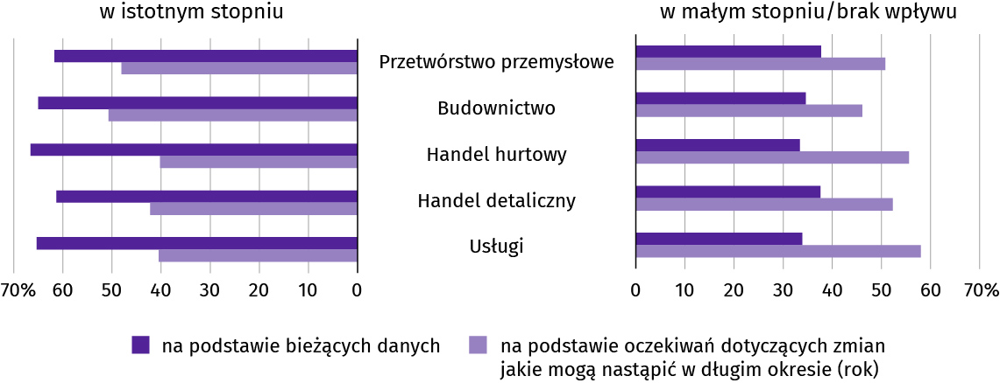 w istotnym stopniu
w małym stopniu/brak wpływu
Przetwórstwo przemysłowe
Budownictwo
Handel hurtowy
Handel detaliczny
Usługi
70% 60 50 40 30 20 10 0
0 10 20 30 40 50 60 70%
na podstawie bieżących danych
na podstawie oczekiwań dotyczących zmian
jakie mogą nastąpić w długim okresie (rok)